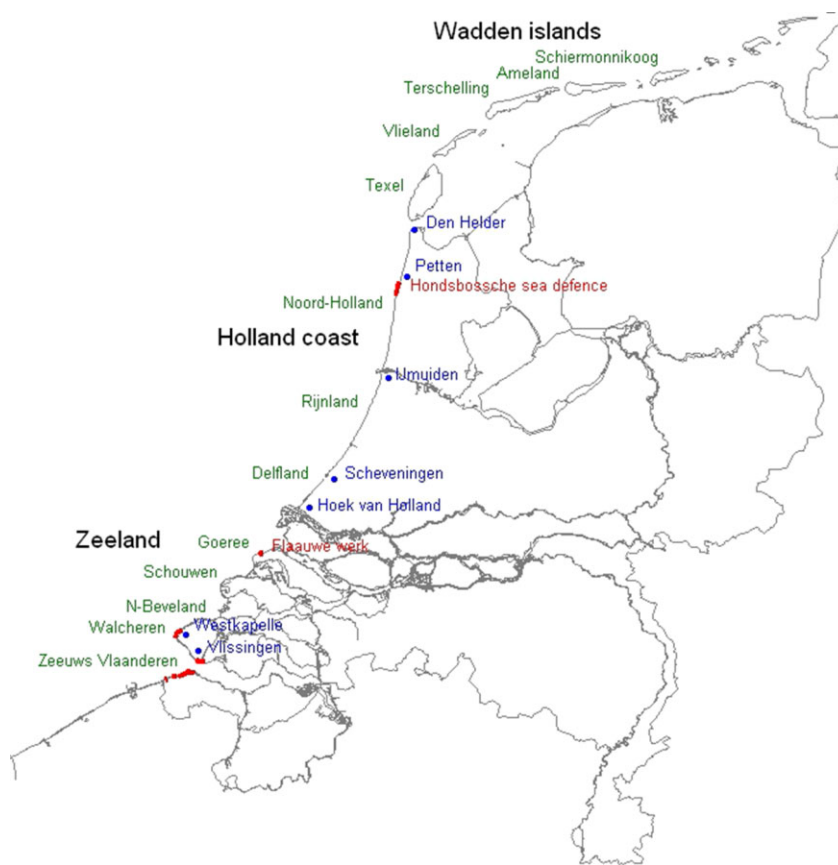 Wadden islands
Schiermonnikoog
Ameland
Terschelling
Vlieland
Texel
Den Helder
Petten
Hondsbossche sea defence
Noord-Holland
Holland coast
IJmuiden
Rijnland
Delfland
Scheveningen
Hoek van Holland
Zeeland
Goeree
Flaauwe werk
Schouwen
N-Beveland
Westkapelle
Walcheren
Vlissingen
Zeeuws Vlaanderen